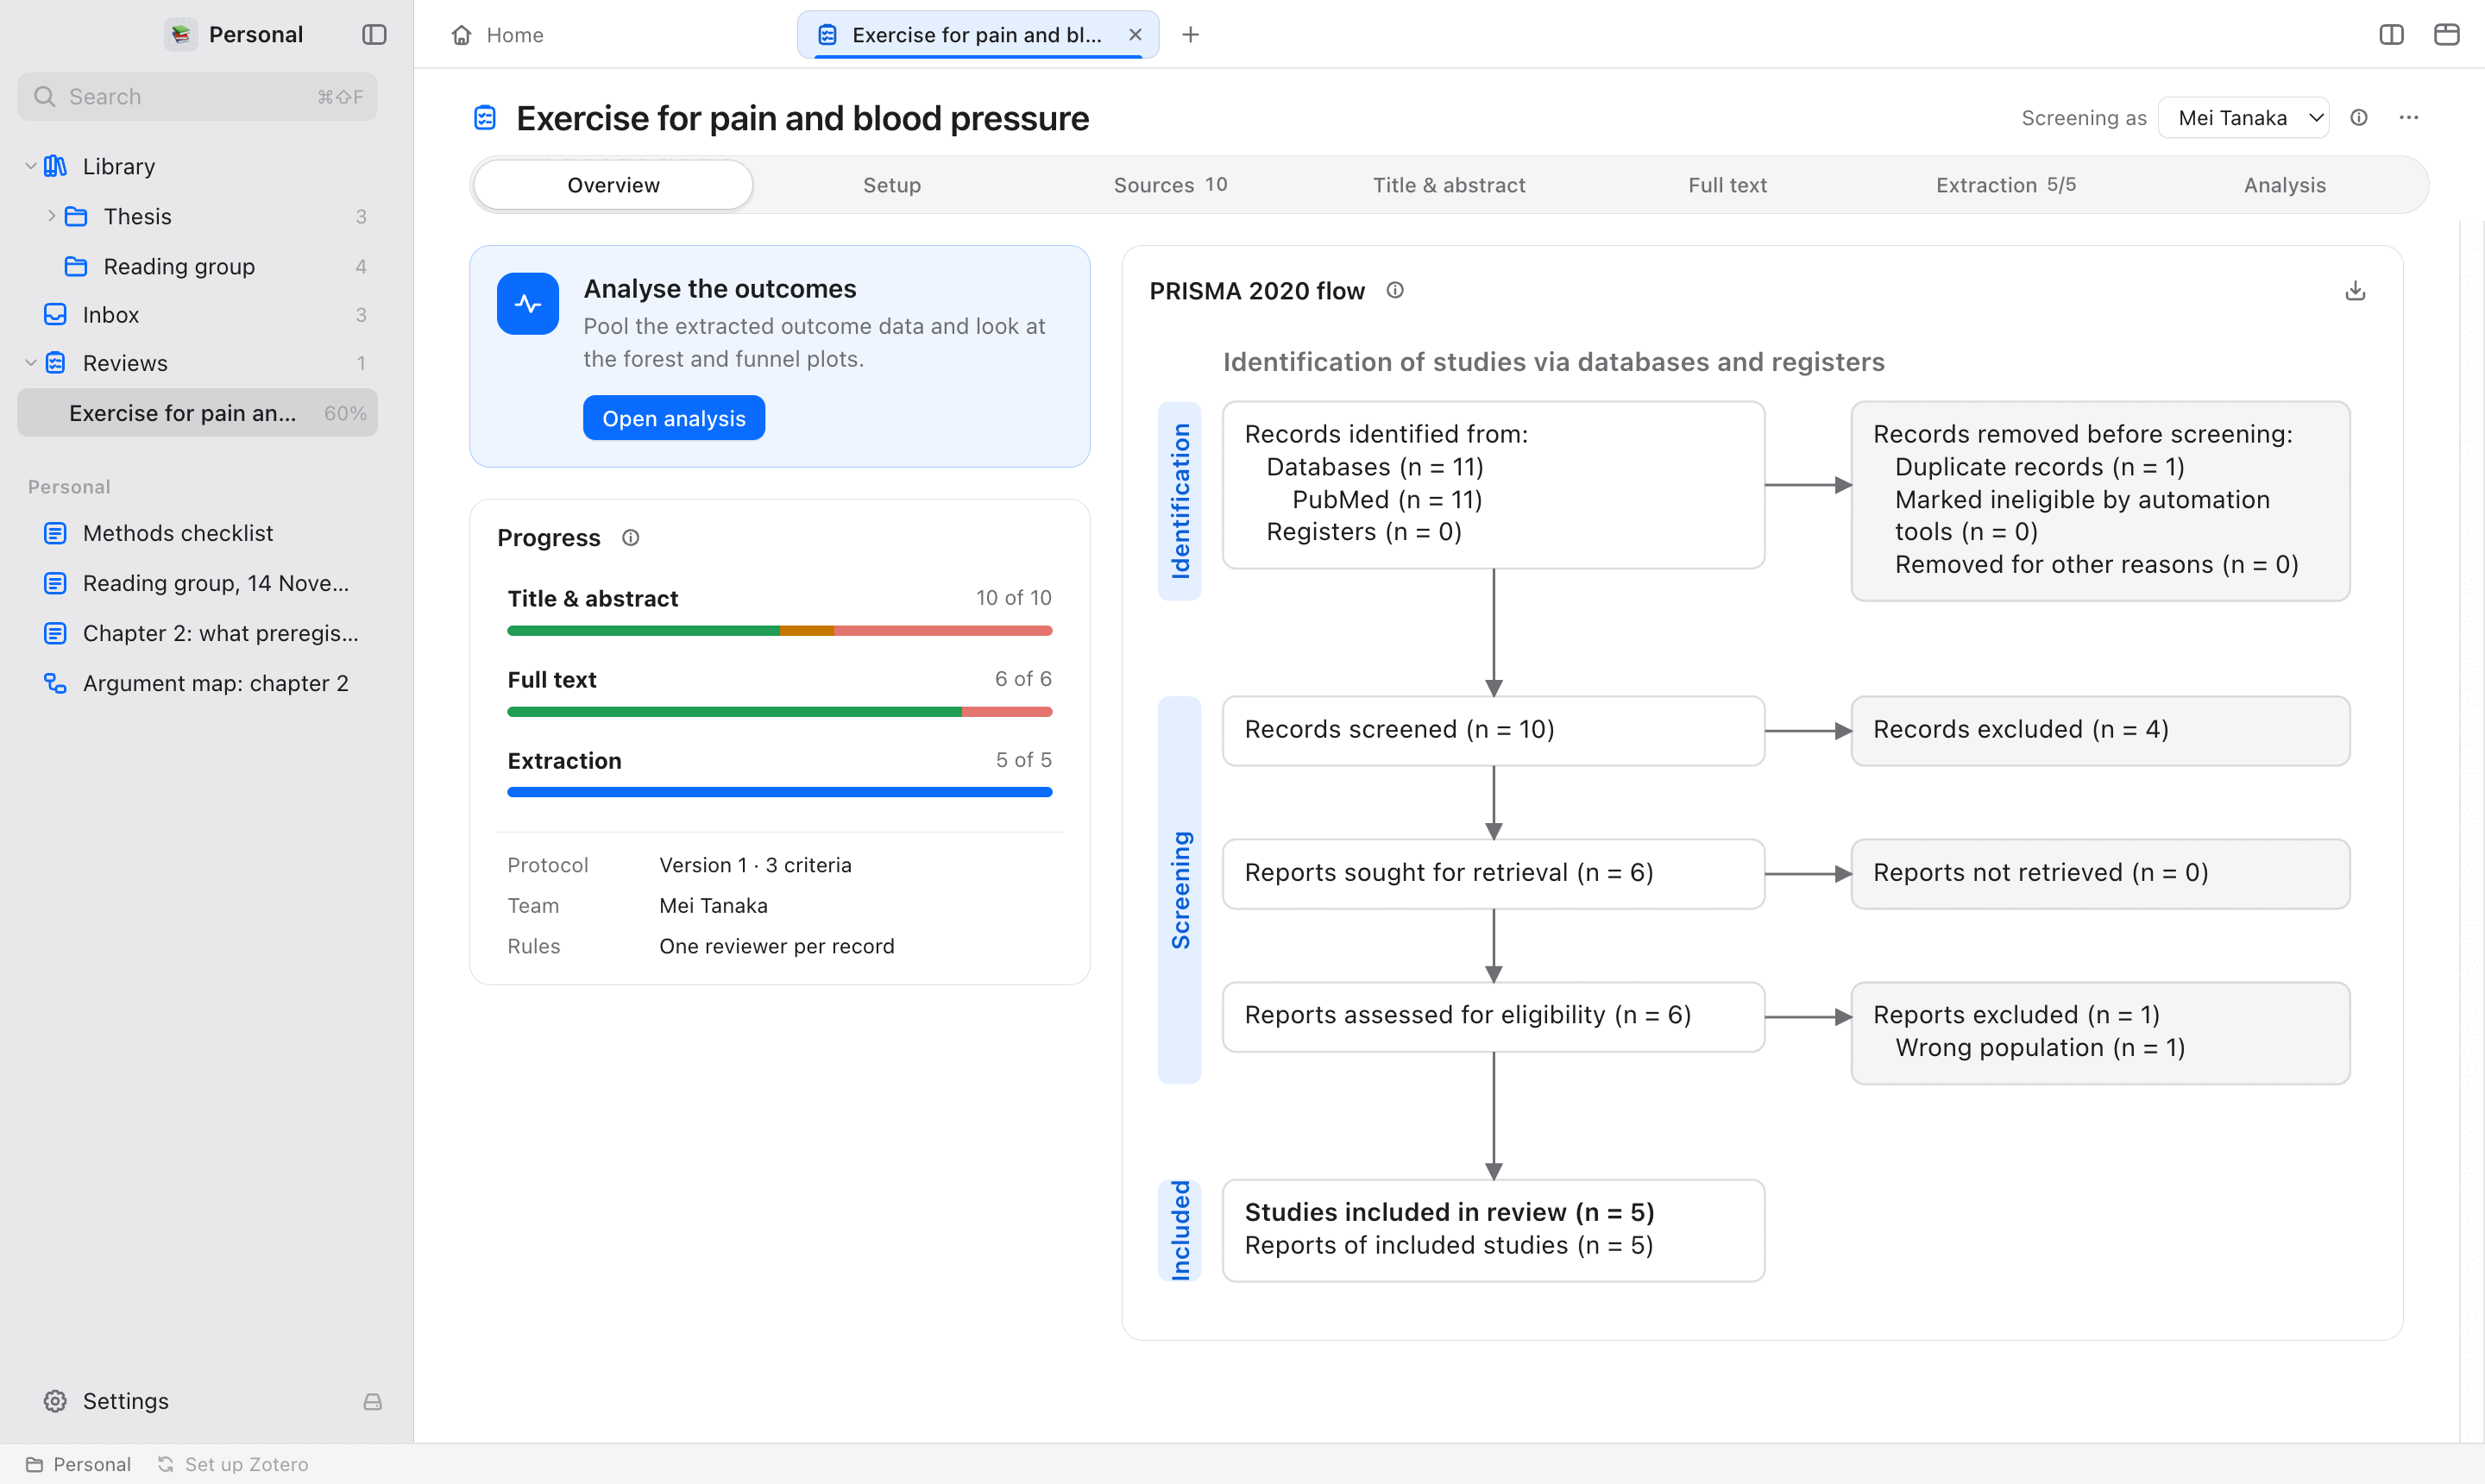 Personal
Search ⌘⇧F
Library
Thesis 3
Reading group 4
Inbox 3
Reviews 1
Exercise for pain an... 60%
Personal
Methods checklist
Reading group, 14 Nove...
Chapter 2: what preregis...
Argument map: chapter 2
Settings
Personal
Set up Zotero
Home
Exercise for pain and bl...
Exercise for pain and blood pressure
Screening as Mei Tanaka
Overview
Setup
Sources 10
Title & abstract
Full text
Extraction 5/5
Analysis
Analyse the outcomes
Pool the extracted outcome data and look at
the forest and funnel plots.
Open analysis
Progress
Title & abstract 10 of 10
Full text 6 of 6
Extraction 5 of 5
Protocol Version 1 · 3 criteria
Team Mei Tanaka
Rules One reviewer per record
PRISMA 2020 flow
Identification of studies via databases and registers
Identification
Records identified from:
Databases (n = 11)
PubMed (n = 11)
Registers (n = 0)
Records removed before screening:
Duplicate records (n = 1)
Marked ineligible by automation
tools (n = 0)
Removed for other reasons (n = 0)
Screening
Records screened (n = 10)
Records excluded (n = 4)
Reports sought for retrieval (n = 6)
Reports not retrieved (n = 0)
Reports assessed for eligibility (n = 6)
Reports excluded (n = 1)
Wrong population (n = 1)
Included
Studies included in review (n = 5)
Reports of included studies (n = 5)